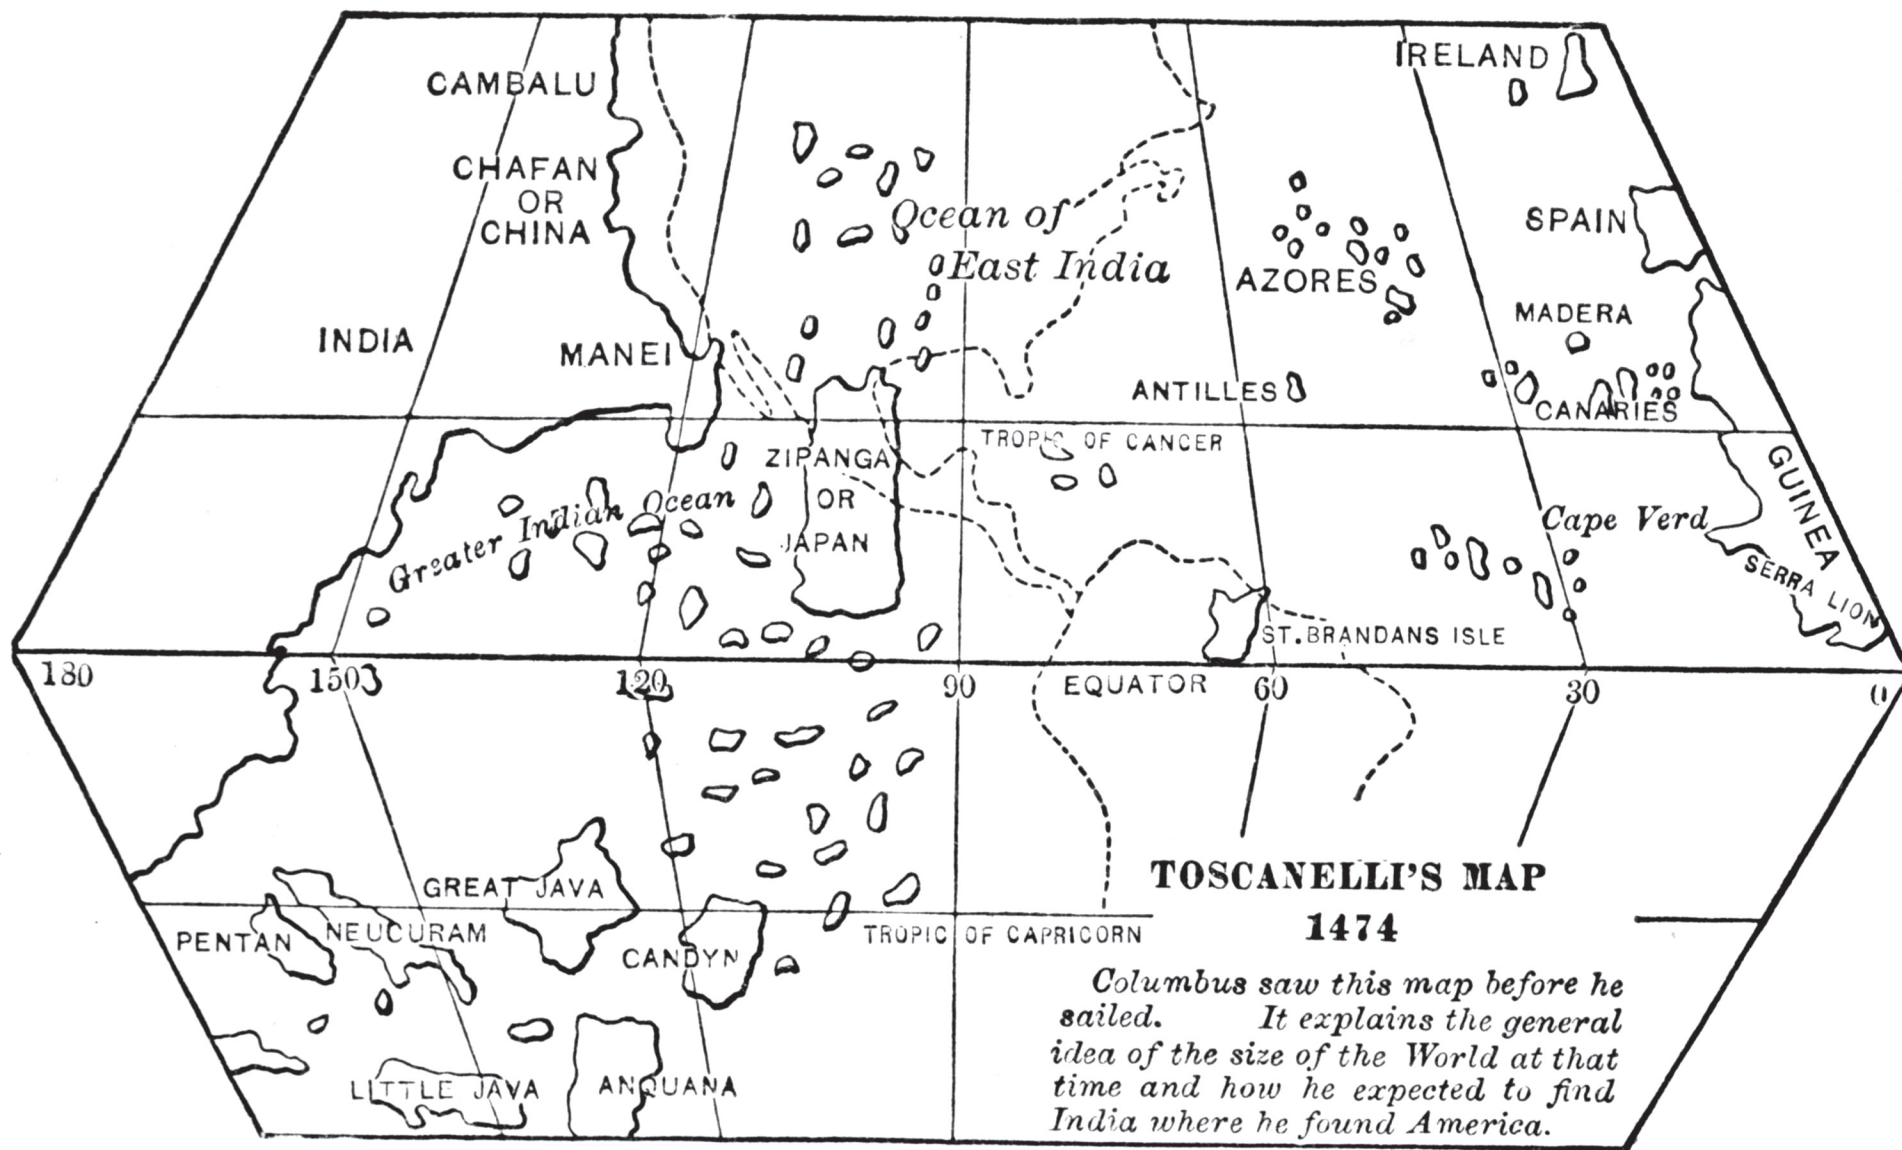 IRELAND
CAMBALU
CHAFAN
OR
CHINA
Ocean of
East India
SPAIN
AZORES
MADERA
INDIA
MANEI
ANTILLES
CANARIES
TROPIC OF CANCER
ZIPANGA
OR
JAPAN
Greater Indian Ocean
GUINEA
Cape Verd
SERRA LION
ST. BRANDANS ISLE
180
150
120
90
EQUATOR
60
30
0
GREAT JAVA
PENTAN
NEUCURAM
CANDYN
TROPIC OF CAPRICORN
LITTLE JAVA
ANQUANA
TOSCANELLI'S MAP
1474
Columbus saw this map before he
sailed. It explains the general
idea of the size of the World at that
time and how he expected to find
India where he found America.